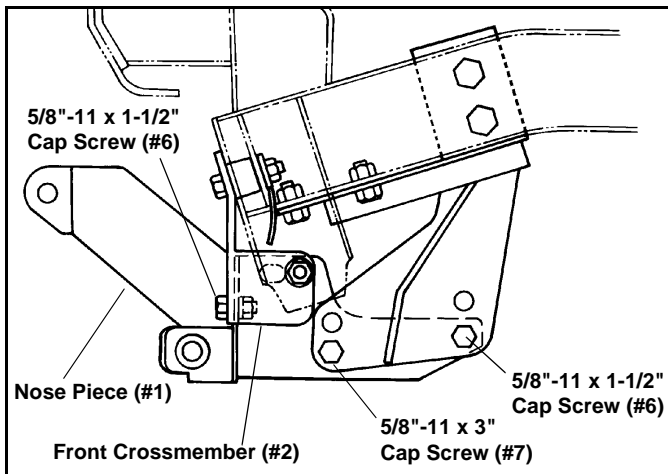 5/8"-11 x 1-1/2"
Cap Screw (#6)
Nose Piece (#1)
Front Crossmember (#2)
5/8"-11 x 3"
Cap Screw (#7)
5/8"-11 x 1-1/2"
Cap Screw (#6)